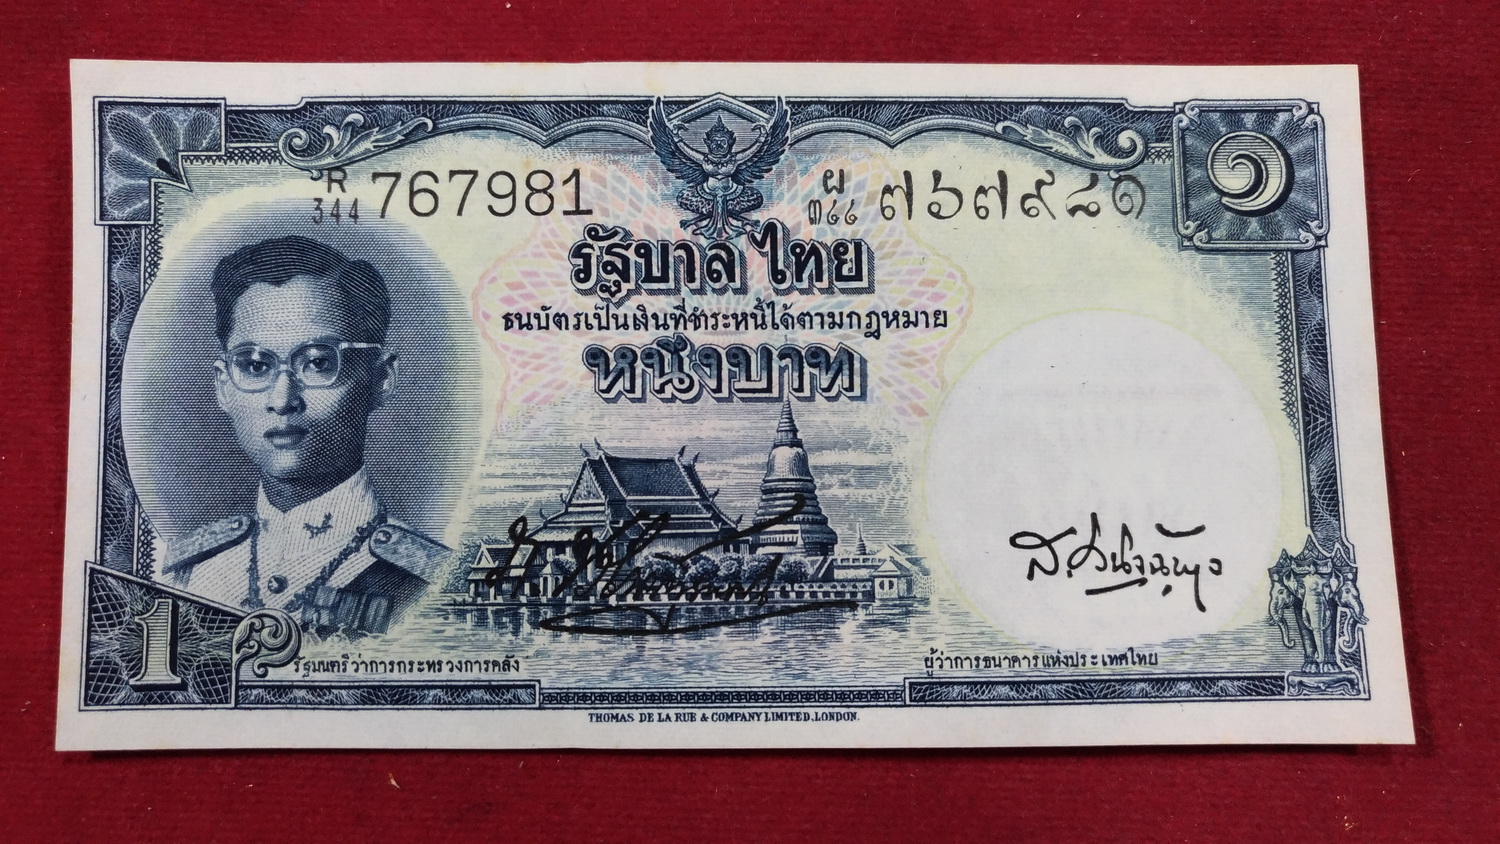 R
344 767981
ผ
๓๔๔ ๗๖๗๙๘๑
๑
รัฐบาลไทย
ธนบัตรเป็นเงินที่ชำระหนี้ได้ตามกฎหมาย
หนึ่งบาท
1
รัฐมนตรีว่าการกระทรวงการคลัง
ผู้ว่าการธนาคารแห่งประเทศไทย
THOMAS DE LA RUE & COMPANY LIMITED, LONDON.